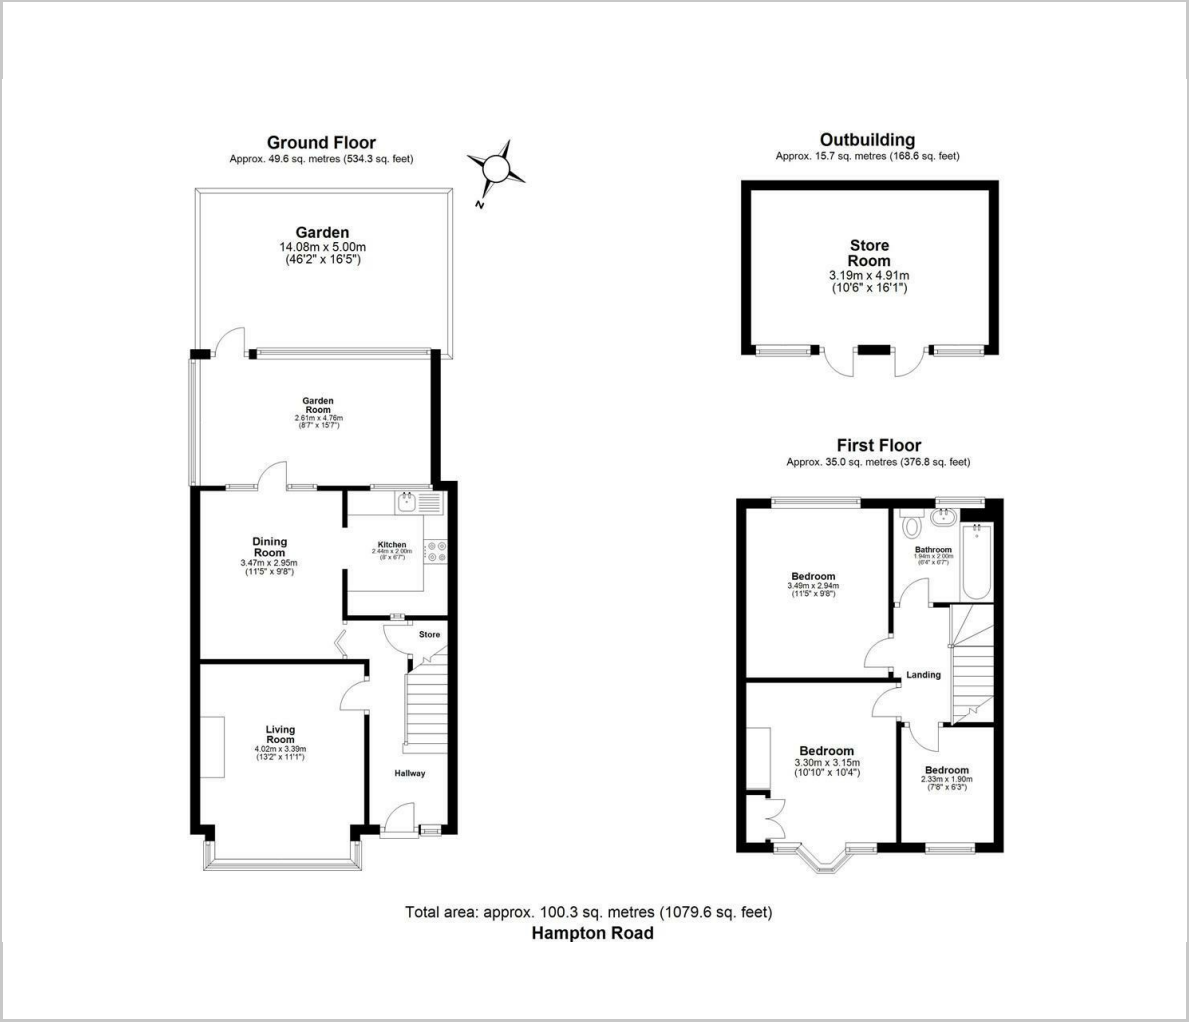 Ground Floor
Approx. 49.6 sq. metres (534.3 sq. feet)
N
Garden
14.08m x 5.00m
(46'2" x 16'5")
Garden
Room
2.61m x 4.76m
(8'7" x 15'7")
Dining
Room
3.47m x 2.95m
(11'5" x 9'8")
Kitchen
2.44m x 2.00m
(8' x 6'7")
Store
Living
Room
4.02m x 3.39m
(13'2" x 11'1")
Hallway
Outbuilding
Approx. 15.7 sq. metres (168.6 sq. feet)
Store
Room
3.19m x 4.91m
(10'6" x 16'1")
First Floor
Approx. 35.0 sq. metres (376.8 sq. feet)
Bedroom
3.49m x 2.94m
(11'5" x 9'8")
Bathroom
1.94m x 2.00m
(6'4" x 6'7")
Landing
Bedroom
3.30m x 3.15m
(10'10" x 10'4")
Bedroom
2.33m x 1.90m
(7'8" x 6'3")
Total area: approx. 100.3 sq. metres (1079.6 sq. feet)
Hampton Road